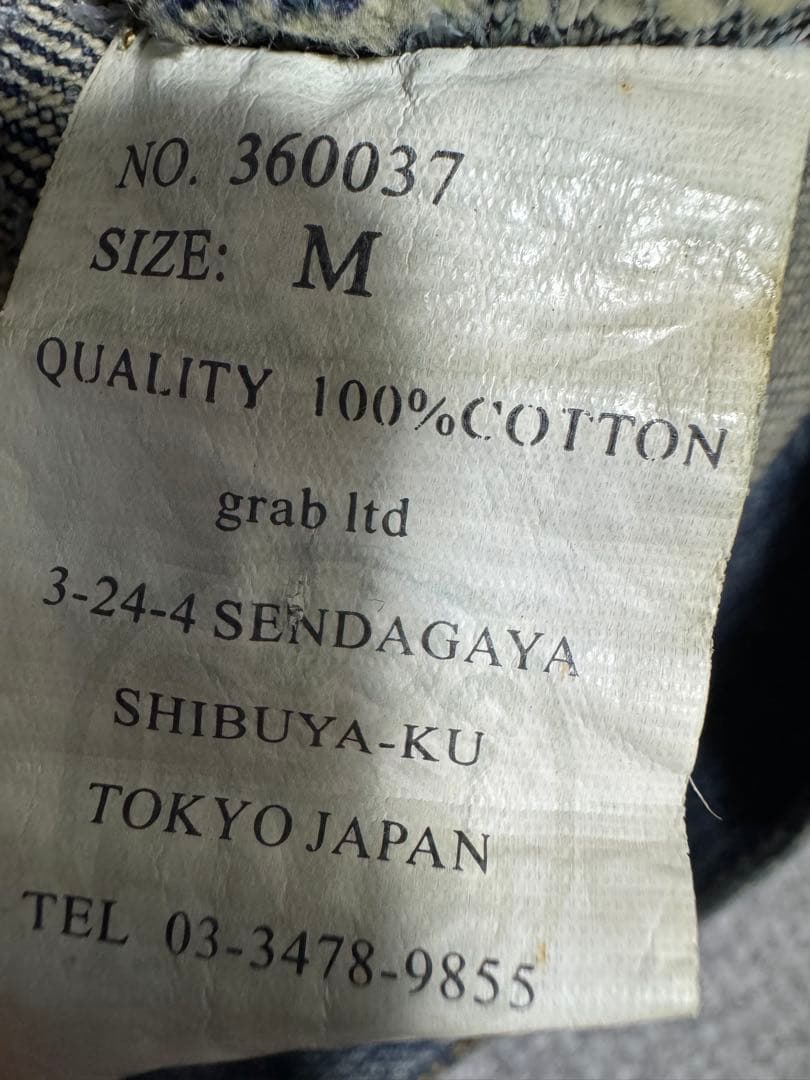 NO. 360037
SIZE: M
QUALITY 100%COTTON
grab ltd
3-24-4 SENDAGAYA
SHIBUYA-KU
TOKYO JAPAN
TEL 03-3478-9855